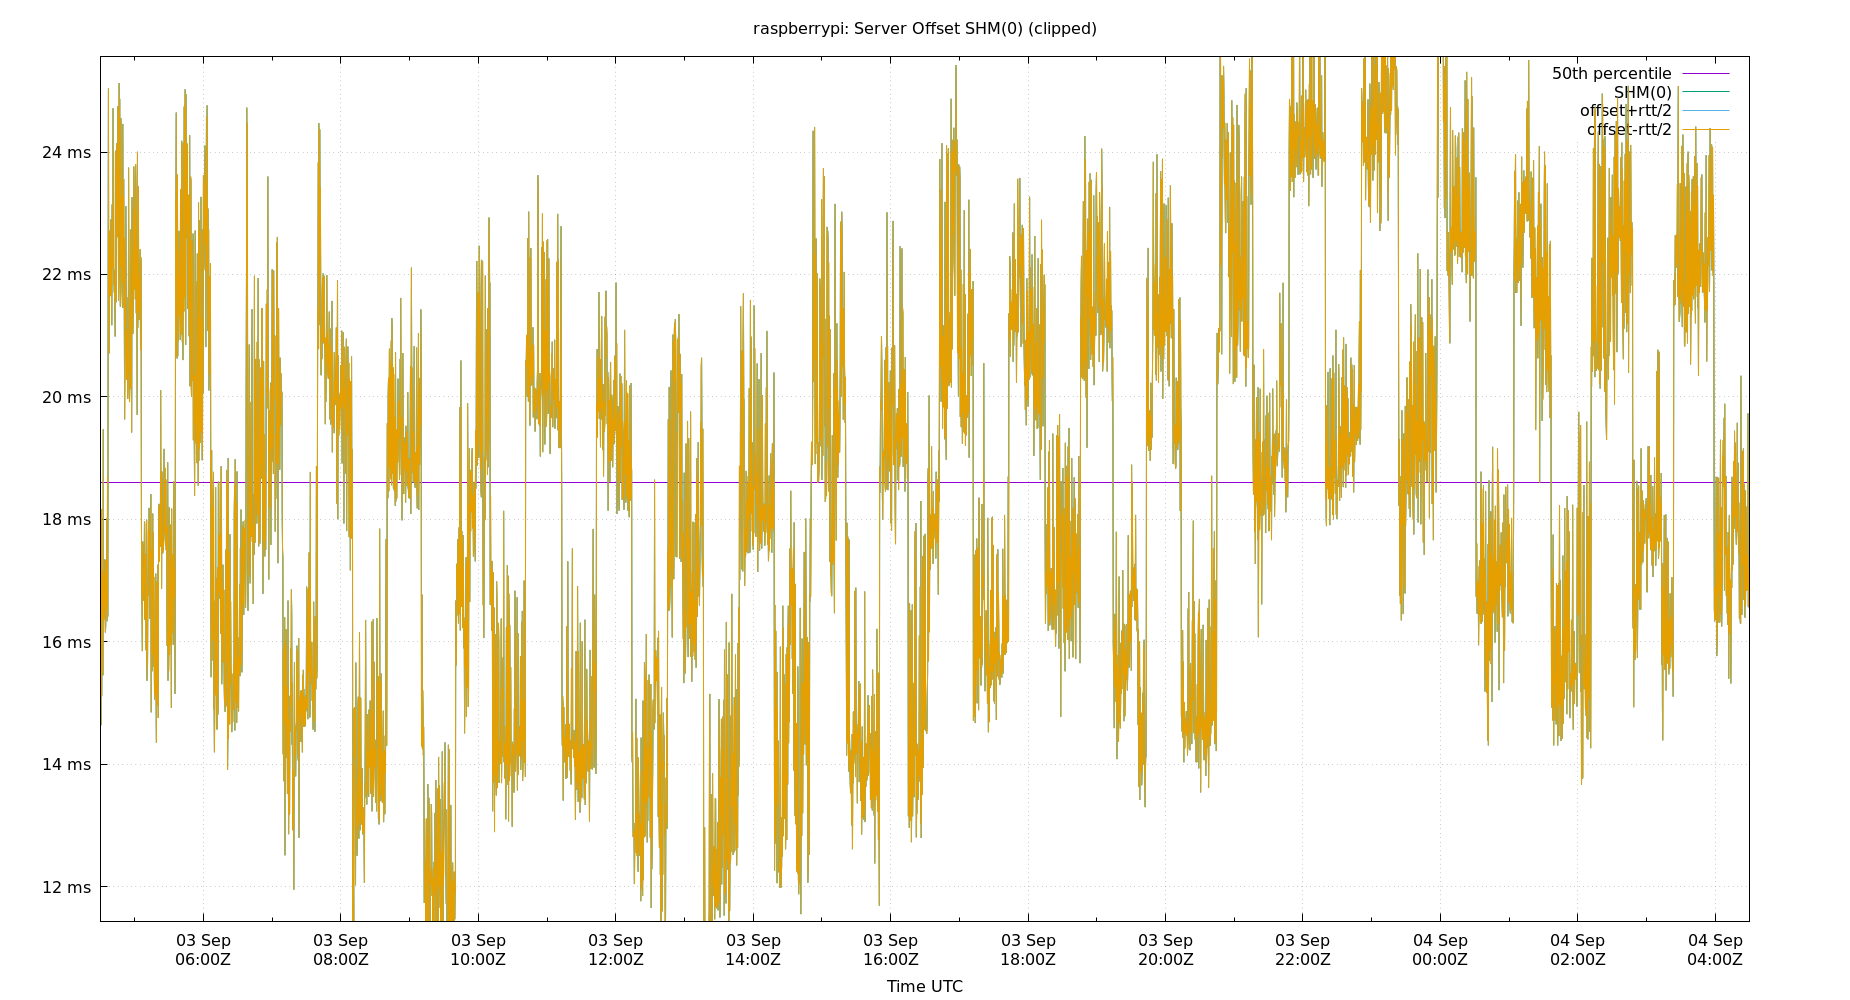 raspberrypi: Server Offset SHM(0) (clipped)
50th percentile
SHM(0)
offset+rtt/2
offset-rtt/2
24 ms
22 ms
20 ms
18 ms
16 ms
14 ms
12 ms
03 Sep 03 Sep 03 Sep 03 Sep 03 Sep 03 Sep 03 Sep 03 Sep 03 Sep 04 Sep 04 Sep 04 Sep
06:00Z 08:00Z 10:00Z 12:00Z 14:00Z 16:00Z 18:00Z 20:00Z 22:00Z 00:00Z 02:00Z 04:00Z
Time UTC